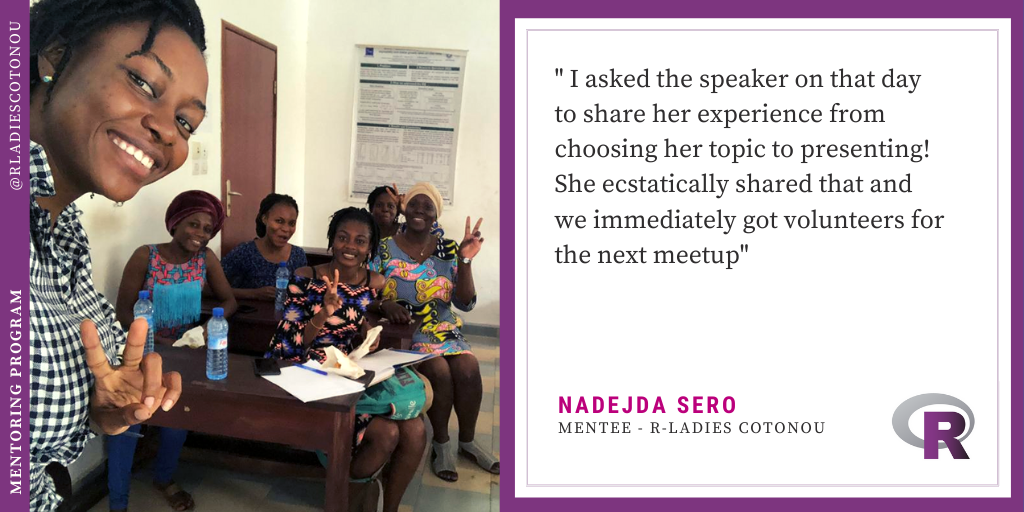 @RLADIESCOTONOU
MENTORING PROGRAM
" I asked the speaker on that day
to share her experience from
choosing her topic to presenting!
She ecstatically shared that and
we immediately got volunteers for
the next meetup"
NADEJDA SERO
MENTEE - R-LADIES COTONOU
R